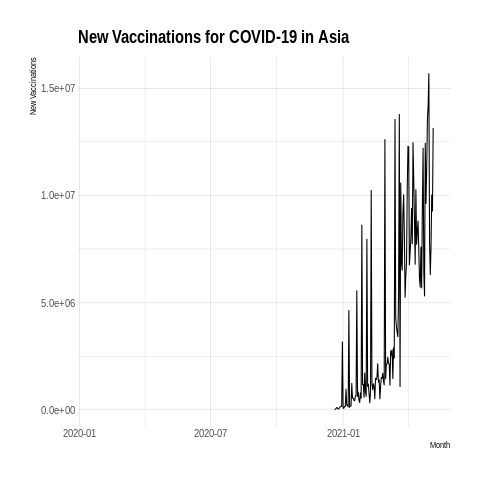 New Vaccinations for COVID-19 in Asia
New Vaccinations
1.5e+07
1.0e+07
5.0e+06
0.0e+00
2020-01
2020-07
2021-01
Month